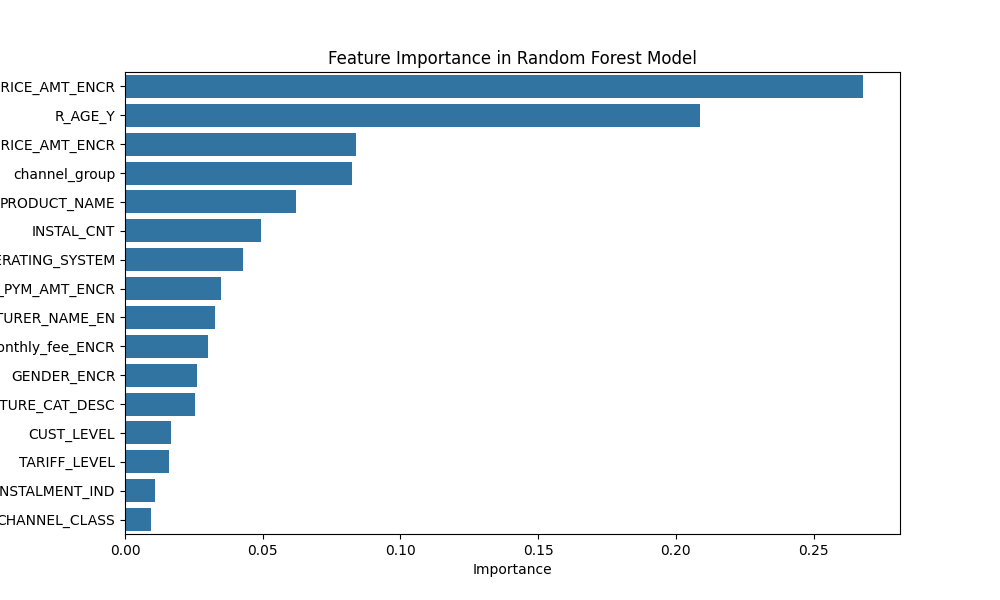 Feature Importance in Random Forest Model
RICE_AMT_ENCR
R_AGE_Y
RICE_AMT_ENCR
channel_group
PRODUCT_NAME
INSTAL_CNT
ERATING_SYSTEM
_PYM_AMT_ENCR
TURER_NAME_EN
onthly_fee_ENCR
GENDER_ENCR
TURE_CAT_DESC
CUST_LEVEL
TARIFF_LEVEL
NSTALMENT_IND
CHANNEL_CLASS
0.00 0.05 0.10 0.15 0.20 0.25
Importance